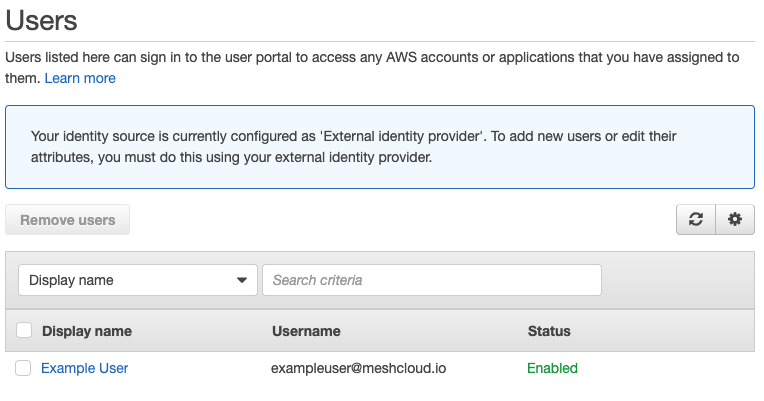 Users
Users listed here can sign in to the user portal to access any AWS accounts or applications that you have assigned to
them. Learn more
Your identity source is currently configured as 'External identity provider'. To add new users or edit their
attributes, you must do this using your external identity provider.
Remove users
Display name
Search criteria
Display name Username Status
Example User exampleuser@meshcloud.io Enabled